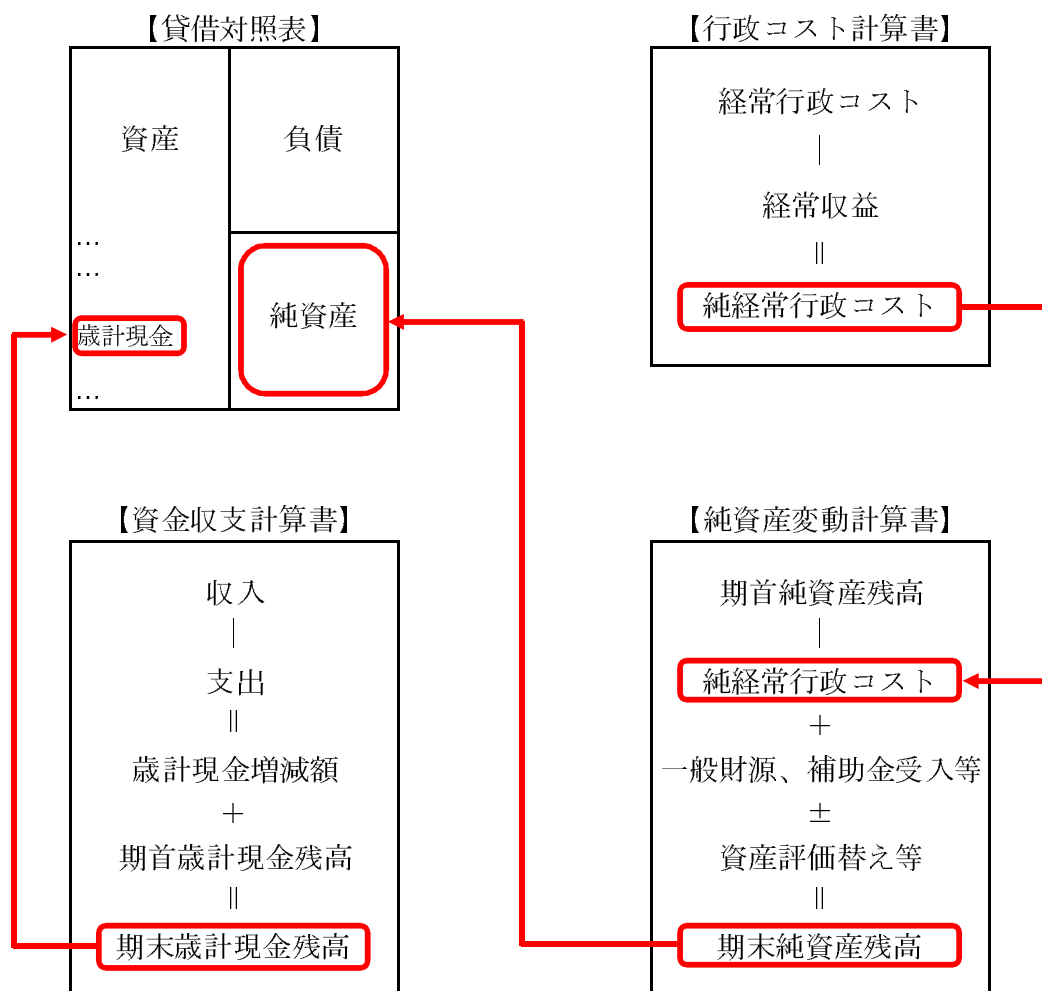 【貸借対照表】
資産
負債
…
…
純資産
歳計現金
…
【行政コスト計算書】
経常行政コスト
｜
経常収益
||
純経常行政コスト
【資金収支計算書】
収入
｜
支出
||
歳計現金増減額
＋
期首歳計現金残高
||
期末歳計現金残高
【純資産変動計算書】
期首純資産残高
｜
純経常行政コスト
＋
一般財源、補助金受入等
±
資産評価替え等
||
期末純資産残高